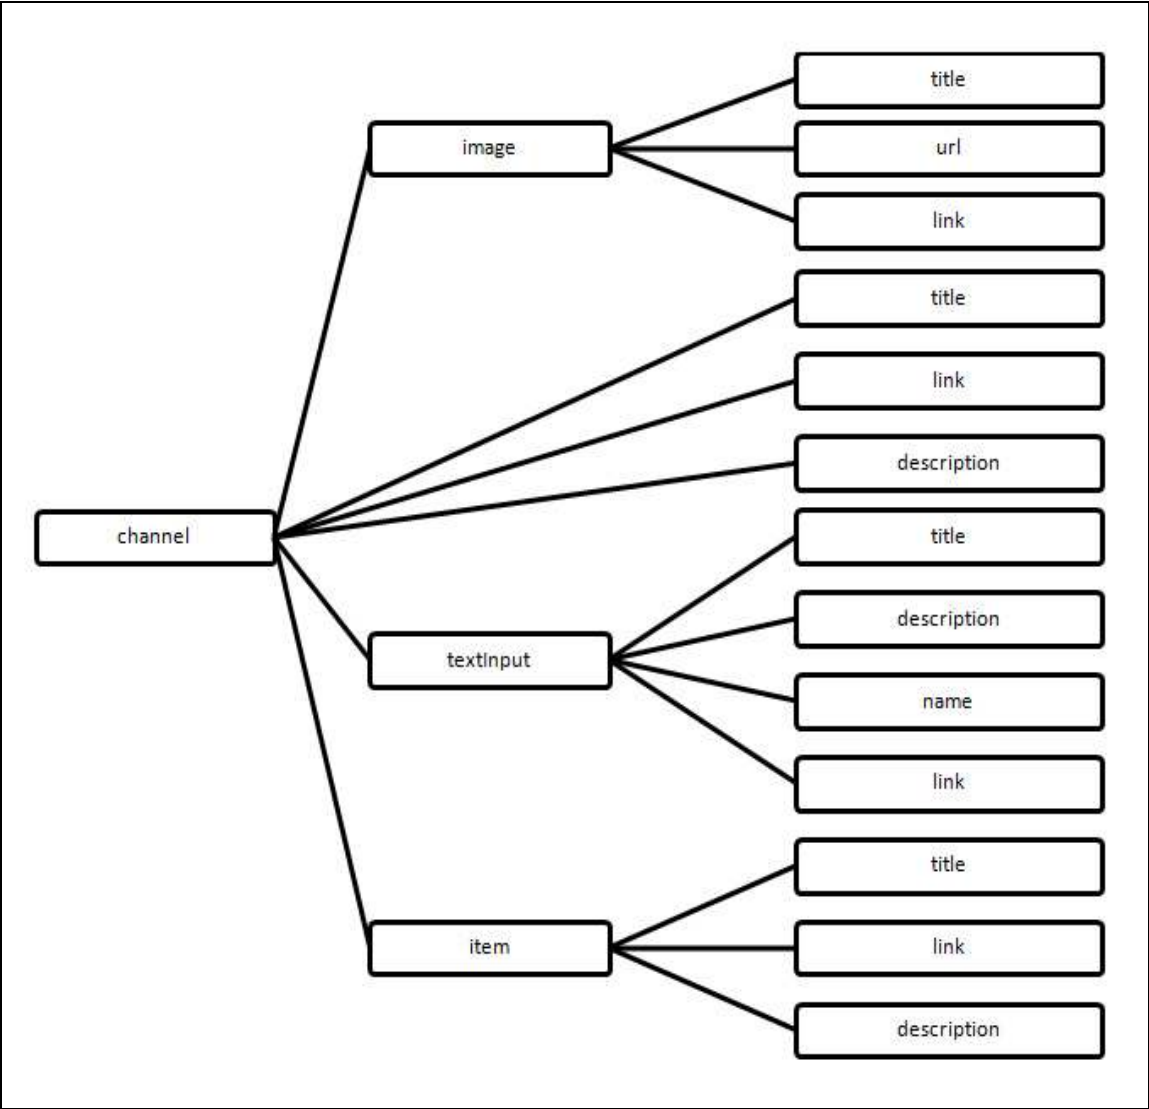 title
image
url
link
title
link
description
channel
title
description
textInput
name
link
title
item
link
description